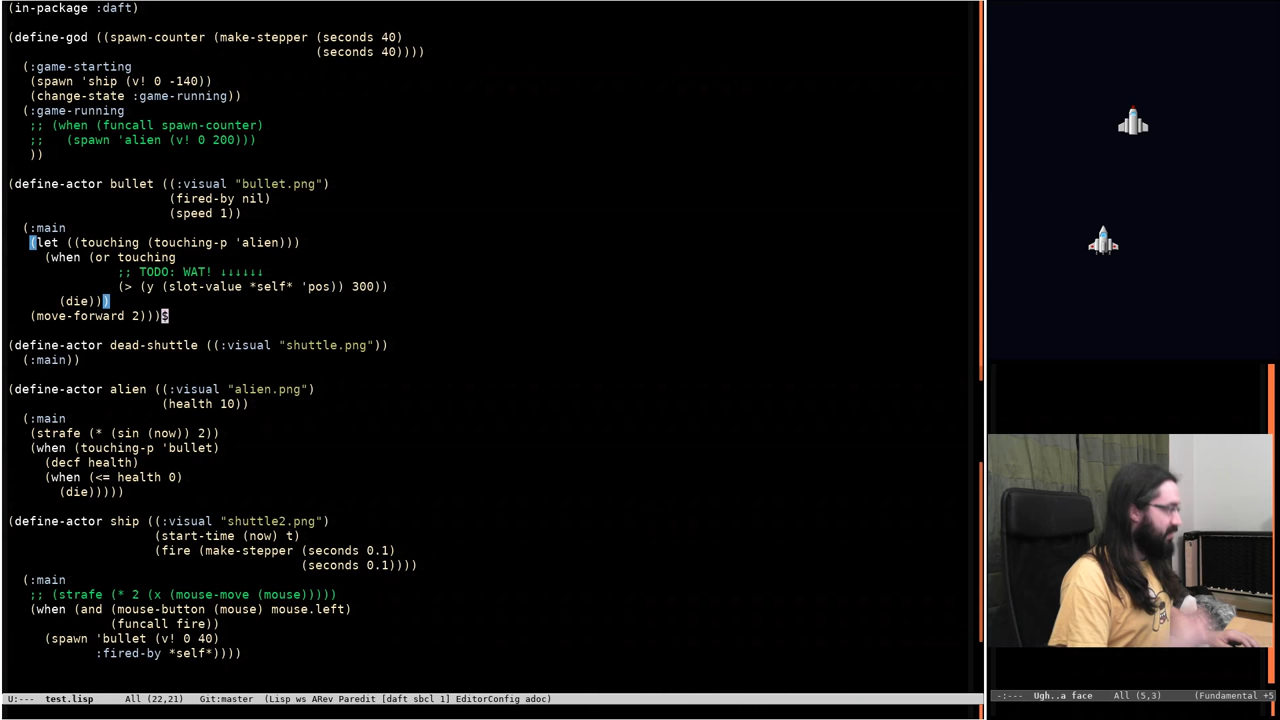 (in-package :daft)
(define-god ((spawn-counter (make-stepper (seconds 40)
(seconds 40))))
(:game-starting
(spawn 'ship (v! 0 -140))
(change-state :game-running))
(:game-running
;; (when (funcall spawn-counter)
;;   (spawn 'alien (v! 0 200)))
))
(define-actor bullet ((:visual "bullet.png")
(fired-by nil)
(speed 1))
(:main
(let ((touching (touching-p 'alien)))
(when (or touching
;; TODO: WAT! ↓↓↓↓↓↓
(> (y (slot-value *self* 'pos)) 300))
(die)))
(move-forward 2)))$
(define-actor dead-shuttle ((:visual "shuttle.png"))
(:main))
(define-actor alien ((:visual "alien.png")
(health 10))
(:main
(strafe (* (sin (now)) 2))
(when (touching-p 'bullet)
(decf health)
(when (<= health 0)
(die)))))
(define-actor ship ((:visual "shuttle2.png")
(start-time (now) t)
(fire (make-stepper (seconds 0.1)
(seconds 0.1))))
(:main
;; (strafe (* 2 (x (mouse-move (mouse)))))
(when (and (mouse-button (mouse) mouse.left)
(funcall fire))
(spawn 'bullet (v! 0 40)
:fired-by *self*))))
U:--- test.lisp All (22,21) Git:master (Lisp ws ARev Paredit [daft sbcl 1] EditorConfig adoc)
-:--- Ugh..a face All (5,3) (Fundamental +5